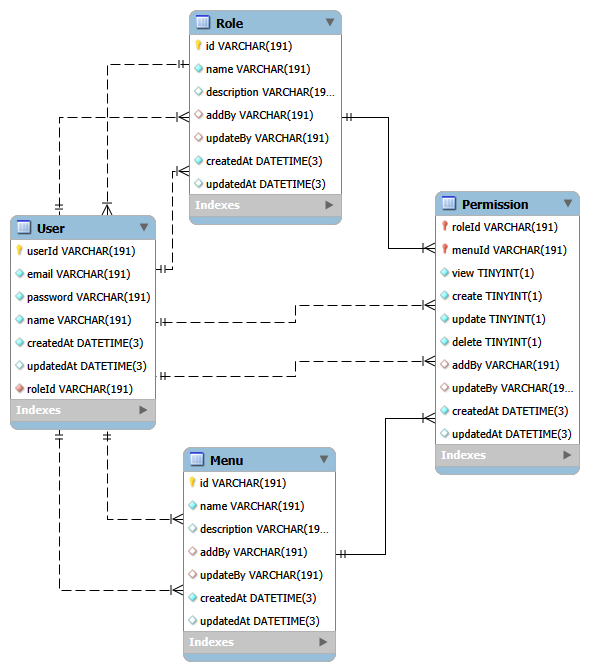 Role
id VARCHAR(191)
name VARCHAR(191)
description VARCHAR(19...
addBy VARCHAR(191)
updateBy VARCHAR(191)
createdAt DATETIME(3)
updatedAt DATETIME(3)
Indexes
User
userId VARCHAR(191)
email VARCHAR(191)
password VARCHAR(191)
name VARCHAR(191)
createdAt DATETIME(3)
updatedAt DATETIME(3)
roleId VARCHAR(191)
Indexes
Permission
roleId VARCHAR(191)
menuId VARCHAR(191)
view TINYINT(1)
create TINYINT(1)
update TINYINT(1)
delete TINYINT(1)
addBy VARCHAR(191)
updateBy VARCHAR(19...
createdAt DATETIME(3)
updatedAt DATETIME(3)
Indexes
Menu
id VARCHAR(191)
name VARCHAR(191)
description VARCHAR(19...
addBy VARCHAR(191)
updateBy VARCHAR(191)
createdAt DATETIME(3)
updatedAt DATETIME(3)
Indexes